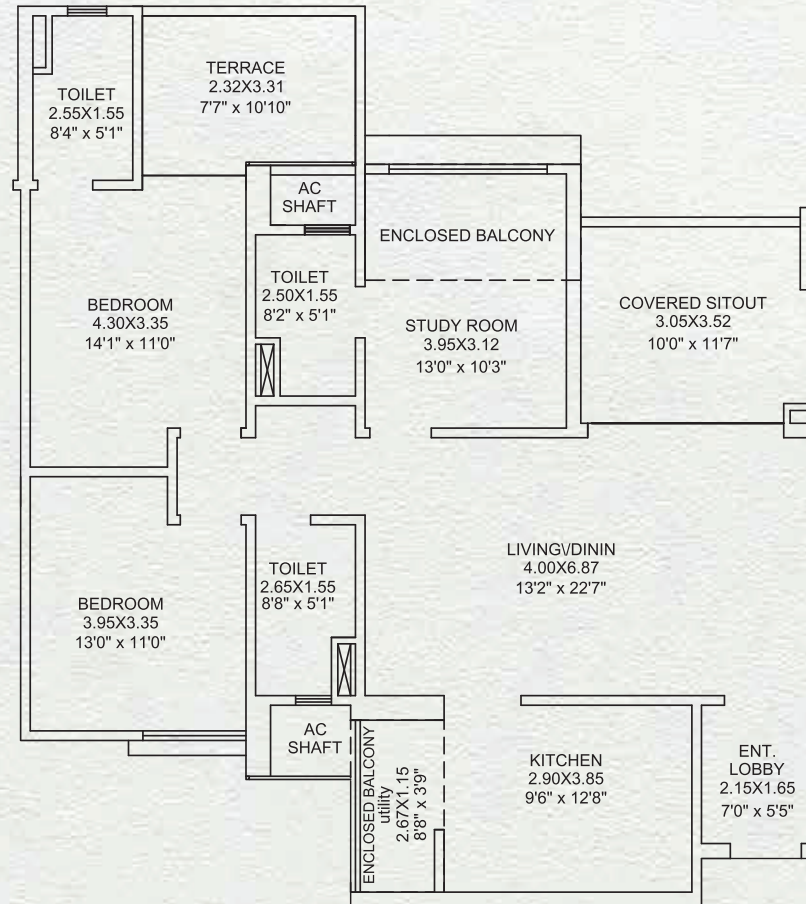 TOILET
2.55X1.55
8'4" x 5'1"
TERRACE
2.32X3.31
7'7" x 10'10"
AC
SHAFT
ENCLOSED BALCONY
TOILET
2.50X1.55
8'2" x 5'1"
BEDROOM
4.30X3.35
14'1" x 11'0"
STUDY ROOM
3.95X3.12
13'0" x 10'3"
COVERED SITOUT
3.05X3.52
10'0" x 11'7"
LIVING\/DININ
4.00X6.87
13'2" x 22'7"
TOILET
2.65X1.55
8'8" x 5'1"
BEDROOM
3.95X3.35
13'0" x 11'0"
AC
SHAFT
ENCLOSED BALCONY
utility
2.67X1.15
8'8" x 3'9"
KITCHEN
2.90X3.85
9'6" x 12'8"
ENT.
LOBBY
2.15X1.65
7'0" x 5'5"